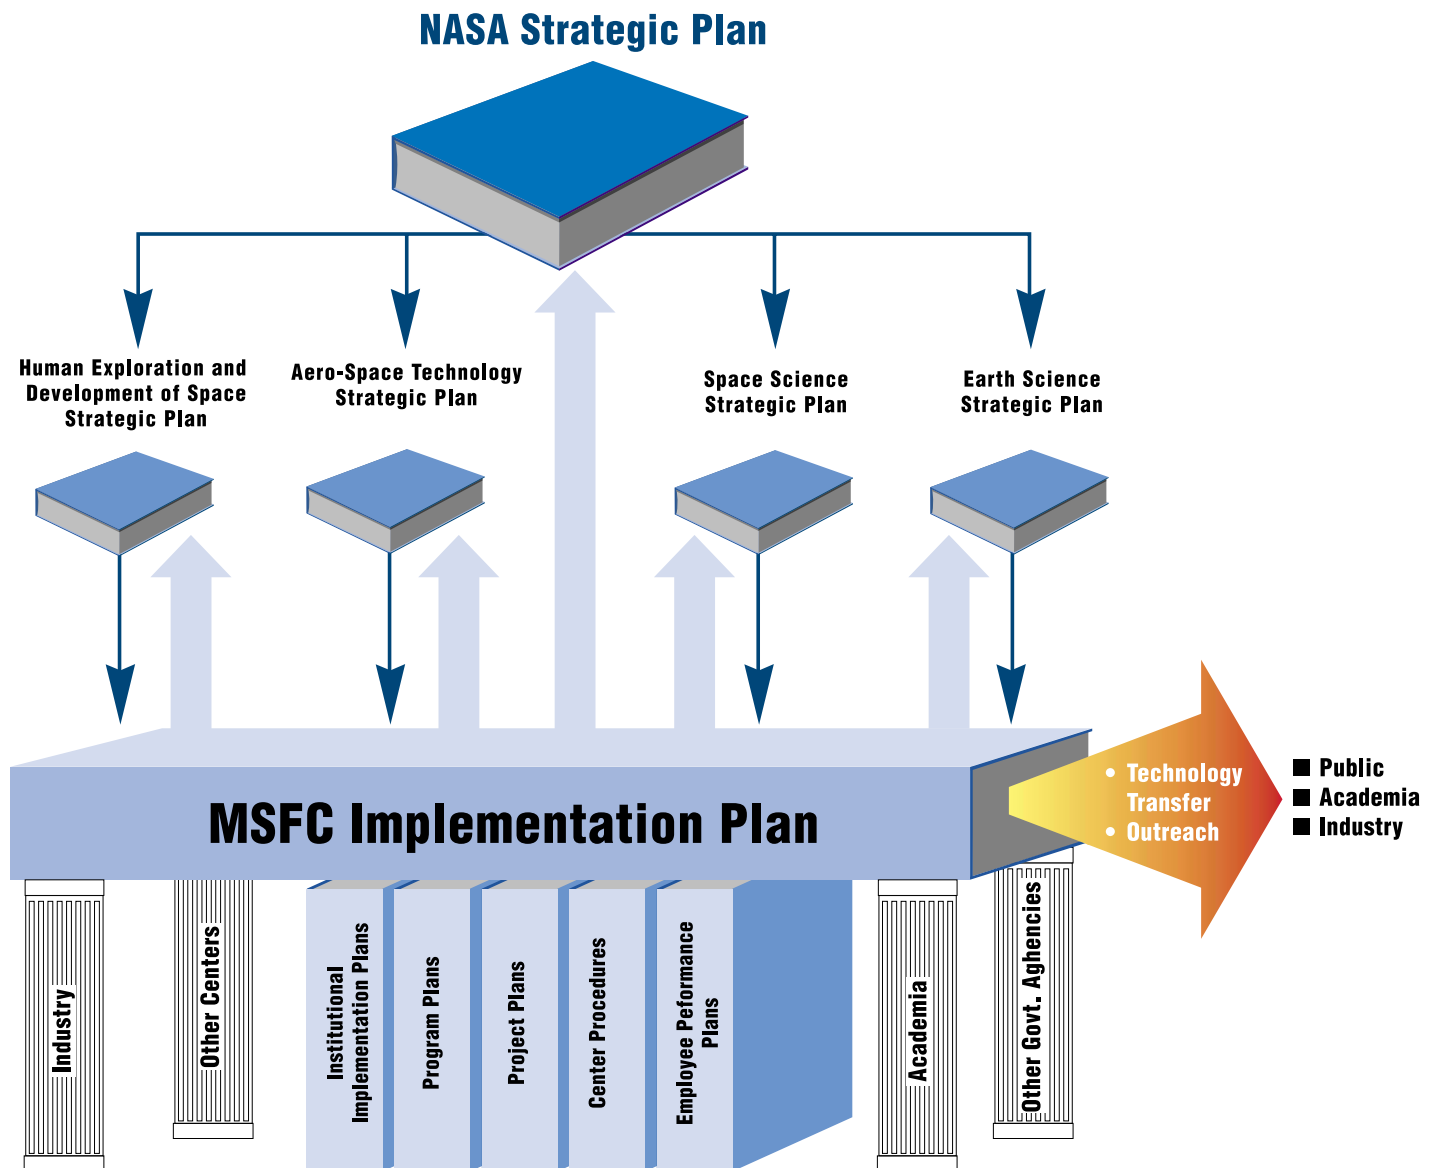 NASA Strategic Plan
Human Exploration and
Development of Space
Strategic Plan
Aero-Space Technology
Strategic Plan
Space Science
Strategic Plan
Earth Science
Strategic Plan
MSFC Implementation Plan
• Technology
Transfer
• Outreach
■ Public
■ Academia
■ Industry
Industry
Other Centers
Institutional
Implementation Plans
Program Plans
Project Plans
Center Procedures
Employee Peformance
Plans
Academia
Other Govt. Aghencies